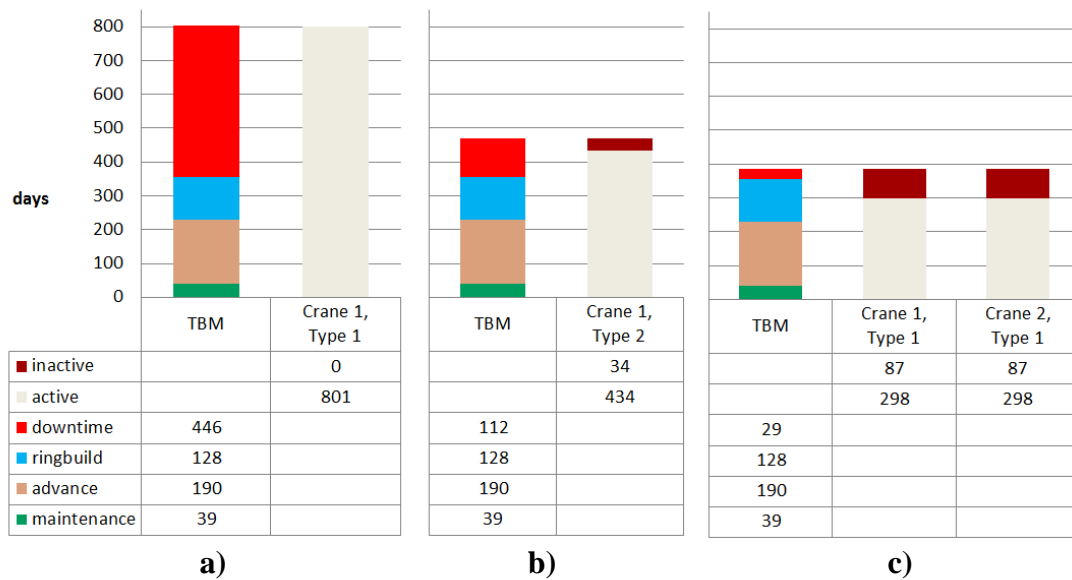 800
700
600
500
400
300
200
100
0
days
TBM Crane 1, Type 1 TBM Crane 1, Type 2 TBM Crane 1, Type 1 Crane 2, Type 1
inactive 0 34 87 87
active 801 434 298 298
downtime 446 112 29
ringbuild 128 128 128
advance 190 190 190
maintenance 39 39 39
a) b) c)